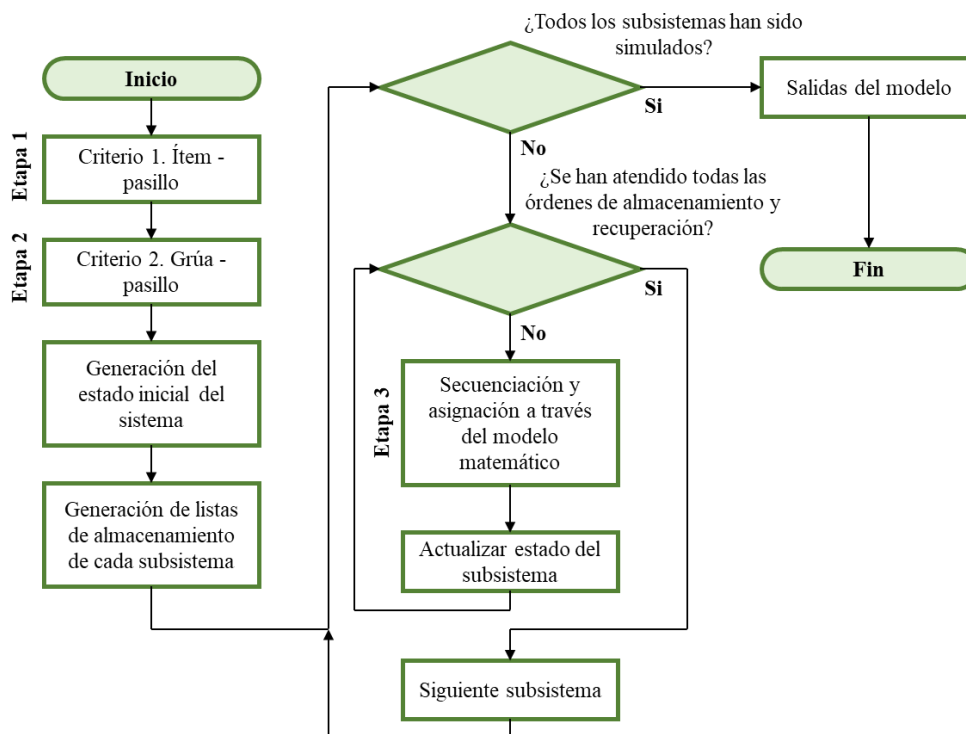 Inicio
Etapa 1
Criterio 1. Ítem -
pasillo
Etapa 2
Criterio 2. Grúa -
pasillo
Generación del
estado inicial del
sistema
Generación de listas
de almacenamiento
de cada subsistema
¿Todos los subsistemas han sido
simulados?
Si
No
Salidas del modelo
Fin
¿Se han atendido todas las
órdenes de almacenamiento y
recuperación?
Si
No
Etapa 3
Secuenciación y
asignación a través
del modelo
matemático
Actualizar estado del
subsistema
Siguiente subsistema